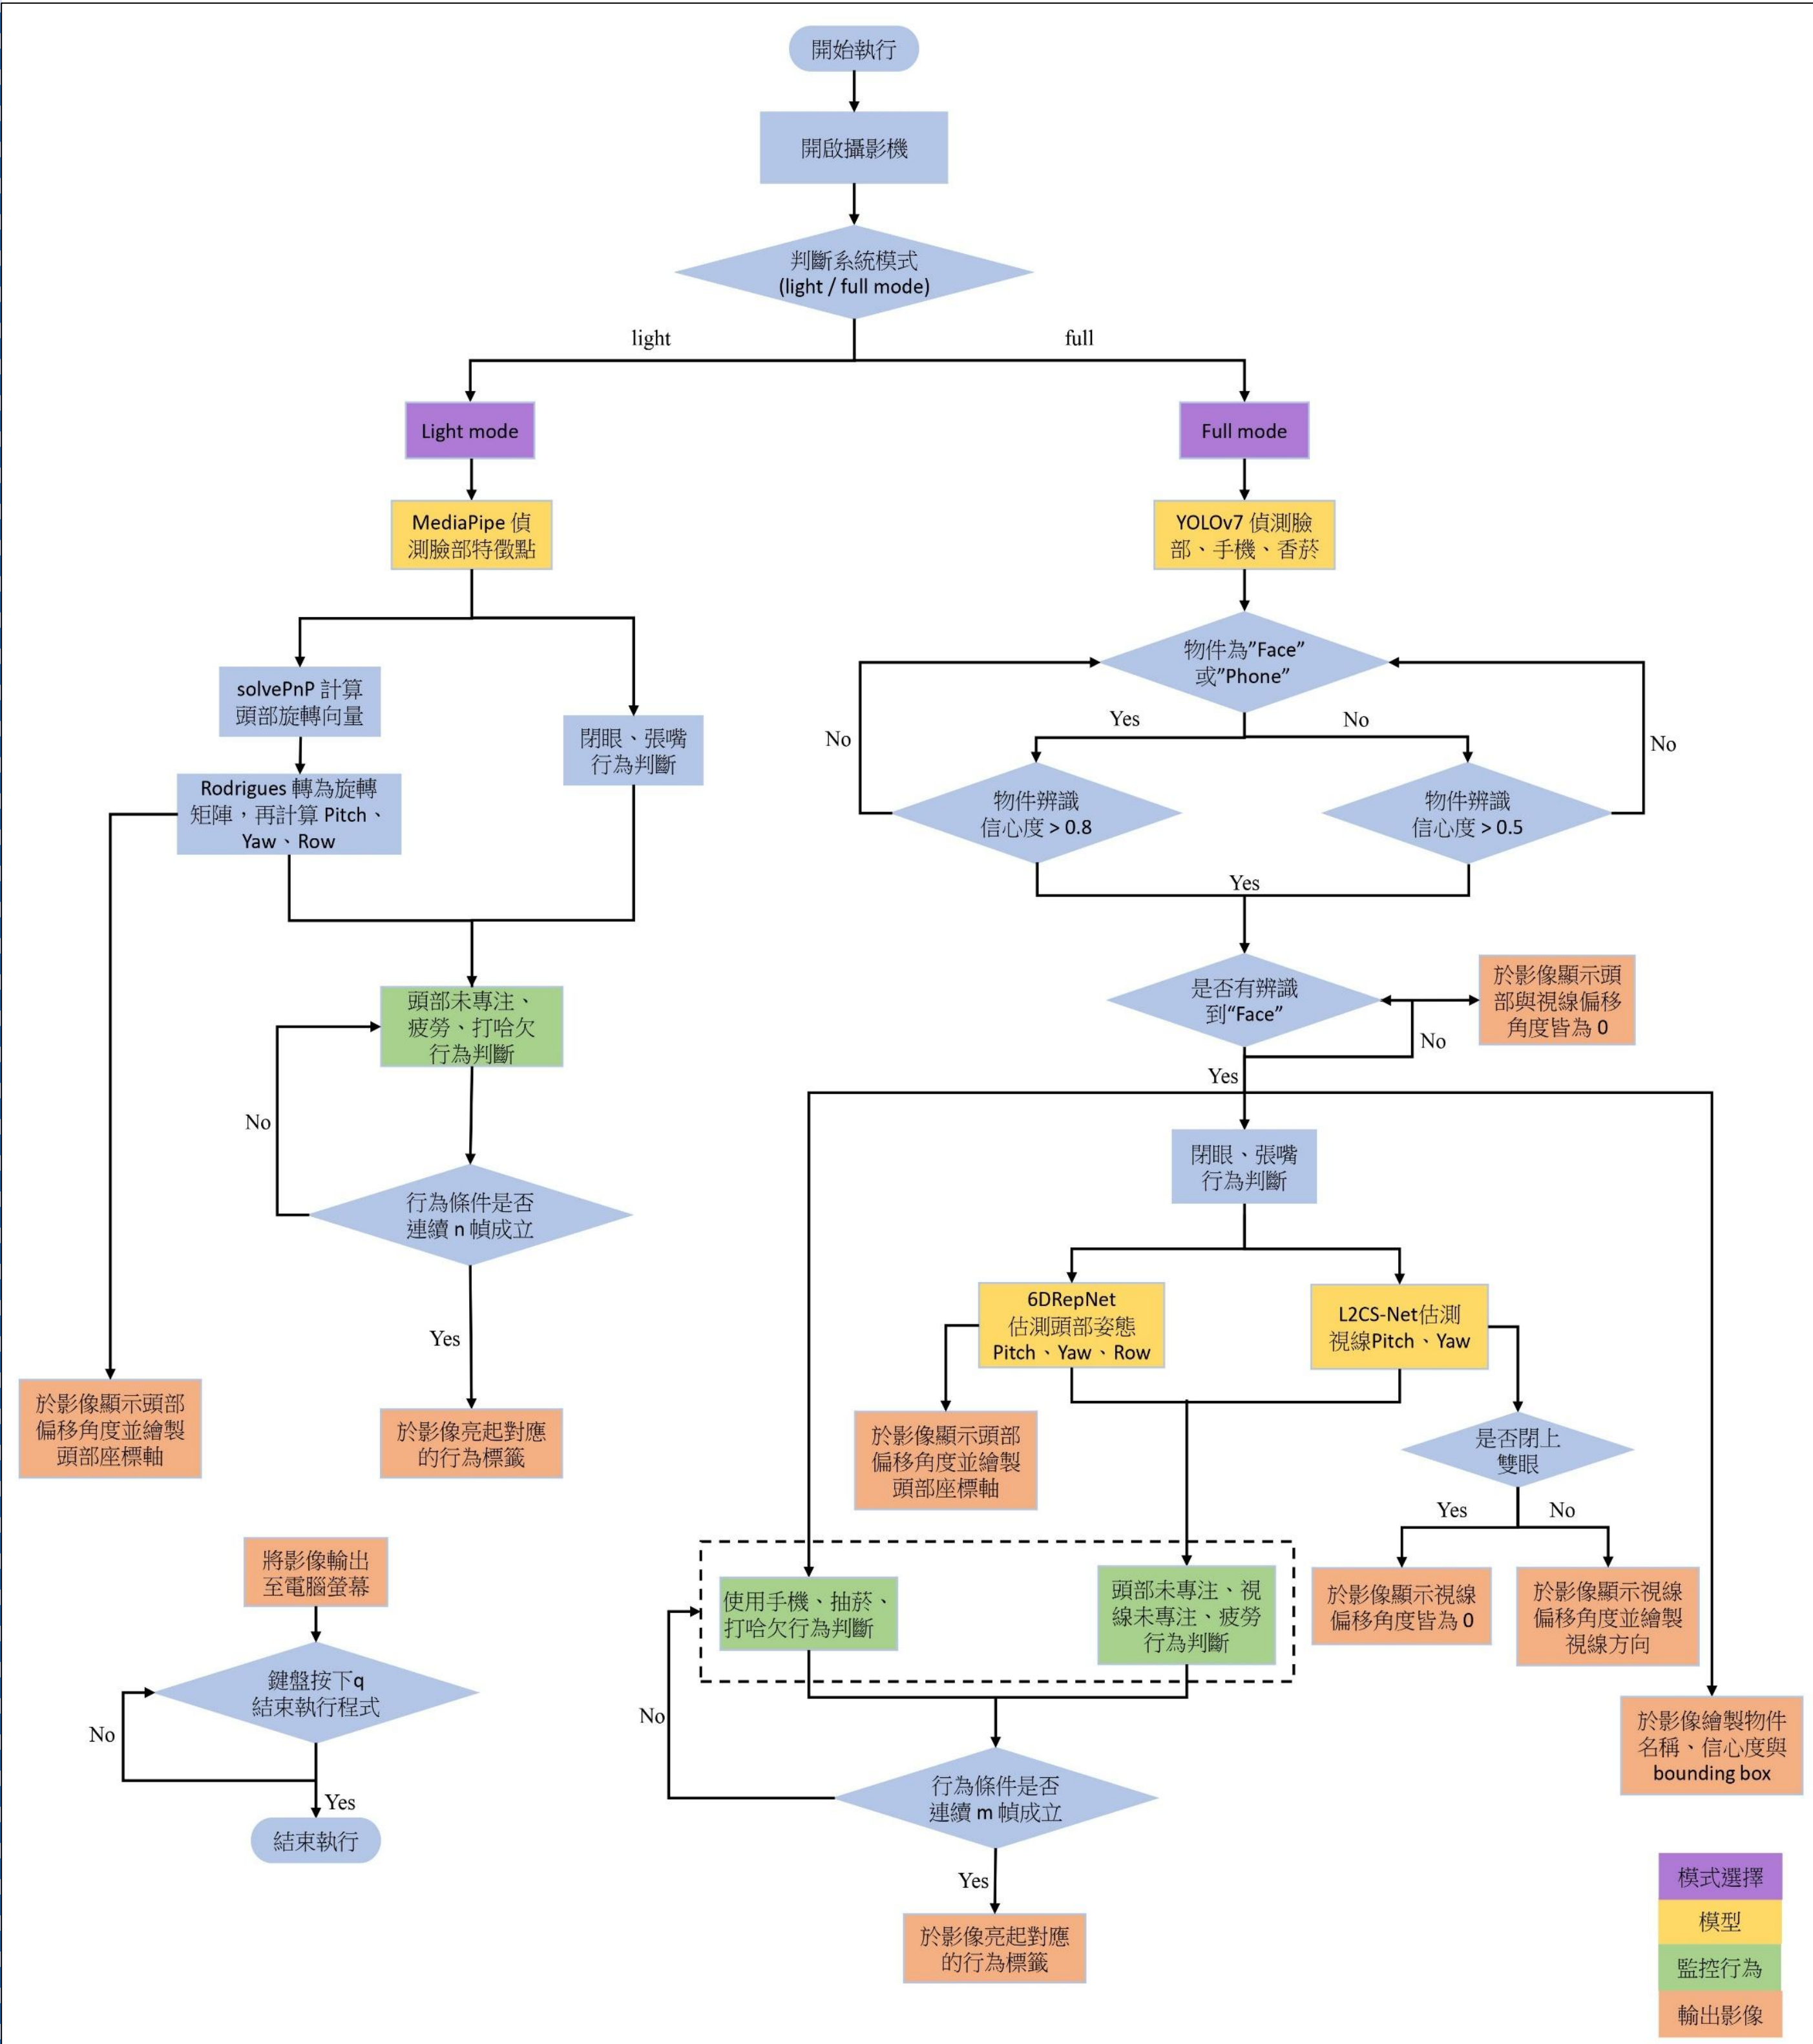 開始執行
開啟攝影機
判斷系統模式
(light / full mode)
light
full
Light mode
MediaPipe 偵
測臉部特徵點
solvePnP 計算
頭部旋轉向量
Rodrigues 轉為旋轉
矩陣，再計算 Pitch、
Yaw、Row
閉眼、張嘴
行為判斷
頭部未專注、
疲勞、打哈欠
行為判斷
No
行為條件是否
連續 n 幀成立
Yes
於影像顯示頭部
偏移角度並繪製
頭部座標軸
於影像亮起對應
的行為標籤
將影像輸出
至電腦螢幕
鍵盤按下q
結束執行程式
No
Yes
結束執行
Full mode
YOLOv7 偵測臉
部、手機、香菸
物件為”Face”
或”Phone”
Yes
No
No
No
物件辨識
信心度 > 0.8
物件辨識
信心度 > 0.5
Yes
是否有辨識
到“Face”
於影像顯示頭
部與視線偏移
角度皆為 0
No
Yes
閉眼、張嘴
行為判斷
6DRepNet
估測頭部姿態
Pitch、Yaw、Row
L2CS-Net估測
視線Pitch、Yaw
於影像顯示頭部
偏移角度並繪製
頭部座標軸
是否閉上
雙眼
Yes
No
於影像顯示視線
偏移角度皆為 0
於影像顯示視線
偏移角度並繪製
視線方向
使用手機、抽菸、
打哈欠行為判斷
頭部未專注、視
線未專注、疲勞
行為判斷
No
行為條件是否
連續 m 幀成立
Yes
於影像亮起對應
的行為標籤
於影像繪製物件
名稱、信心度與
bounding box
模式選擇
模型
監控行為
輸出影像